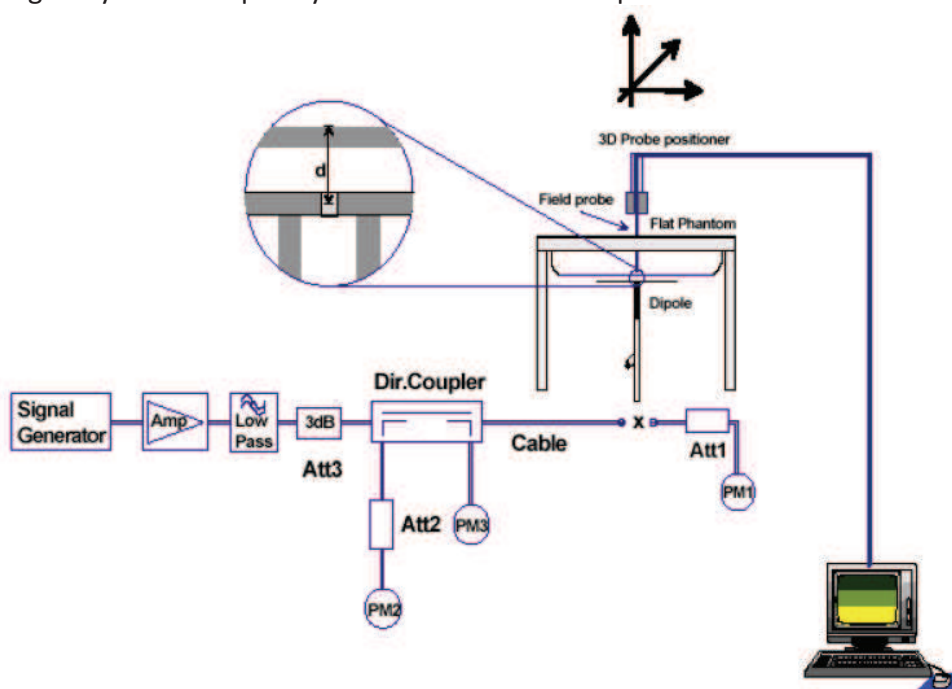 3D Probe positioner
d
Field probe
Flat Phantom
Dipole
Dir.Coupler
Signal
Generator
Amp
Low
Pass
3dB
X
Cable
Att1
Att3
PM1
Att2
PM3
PM2